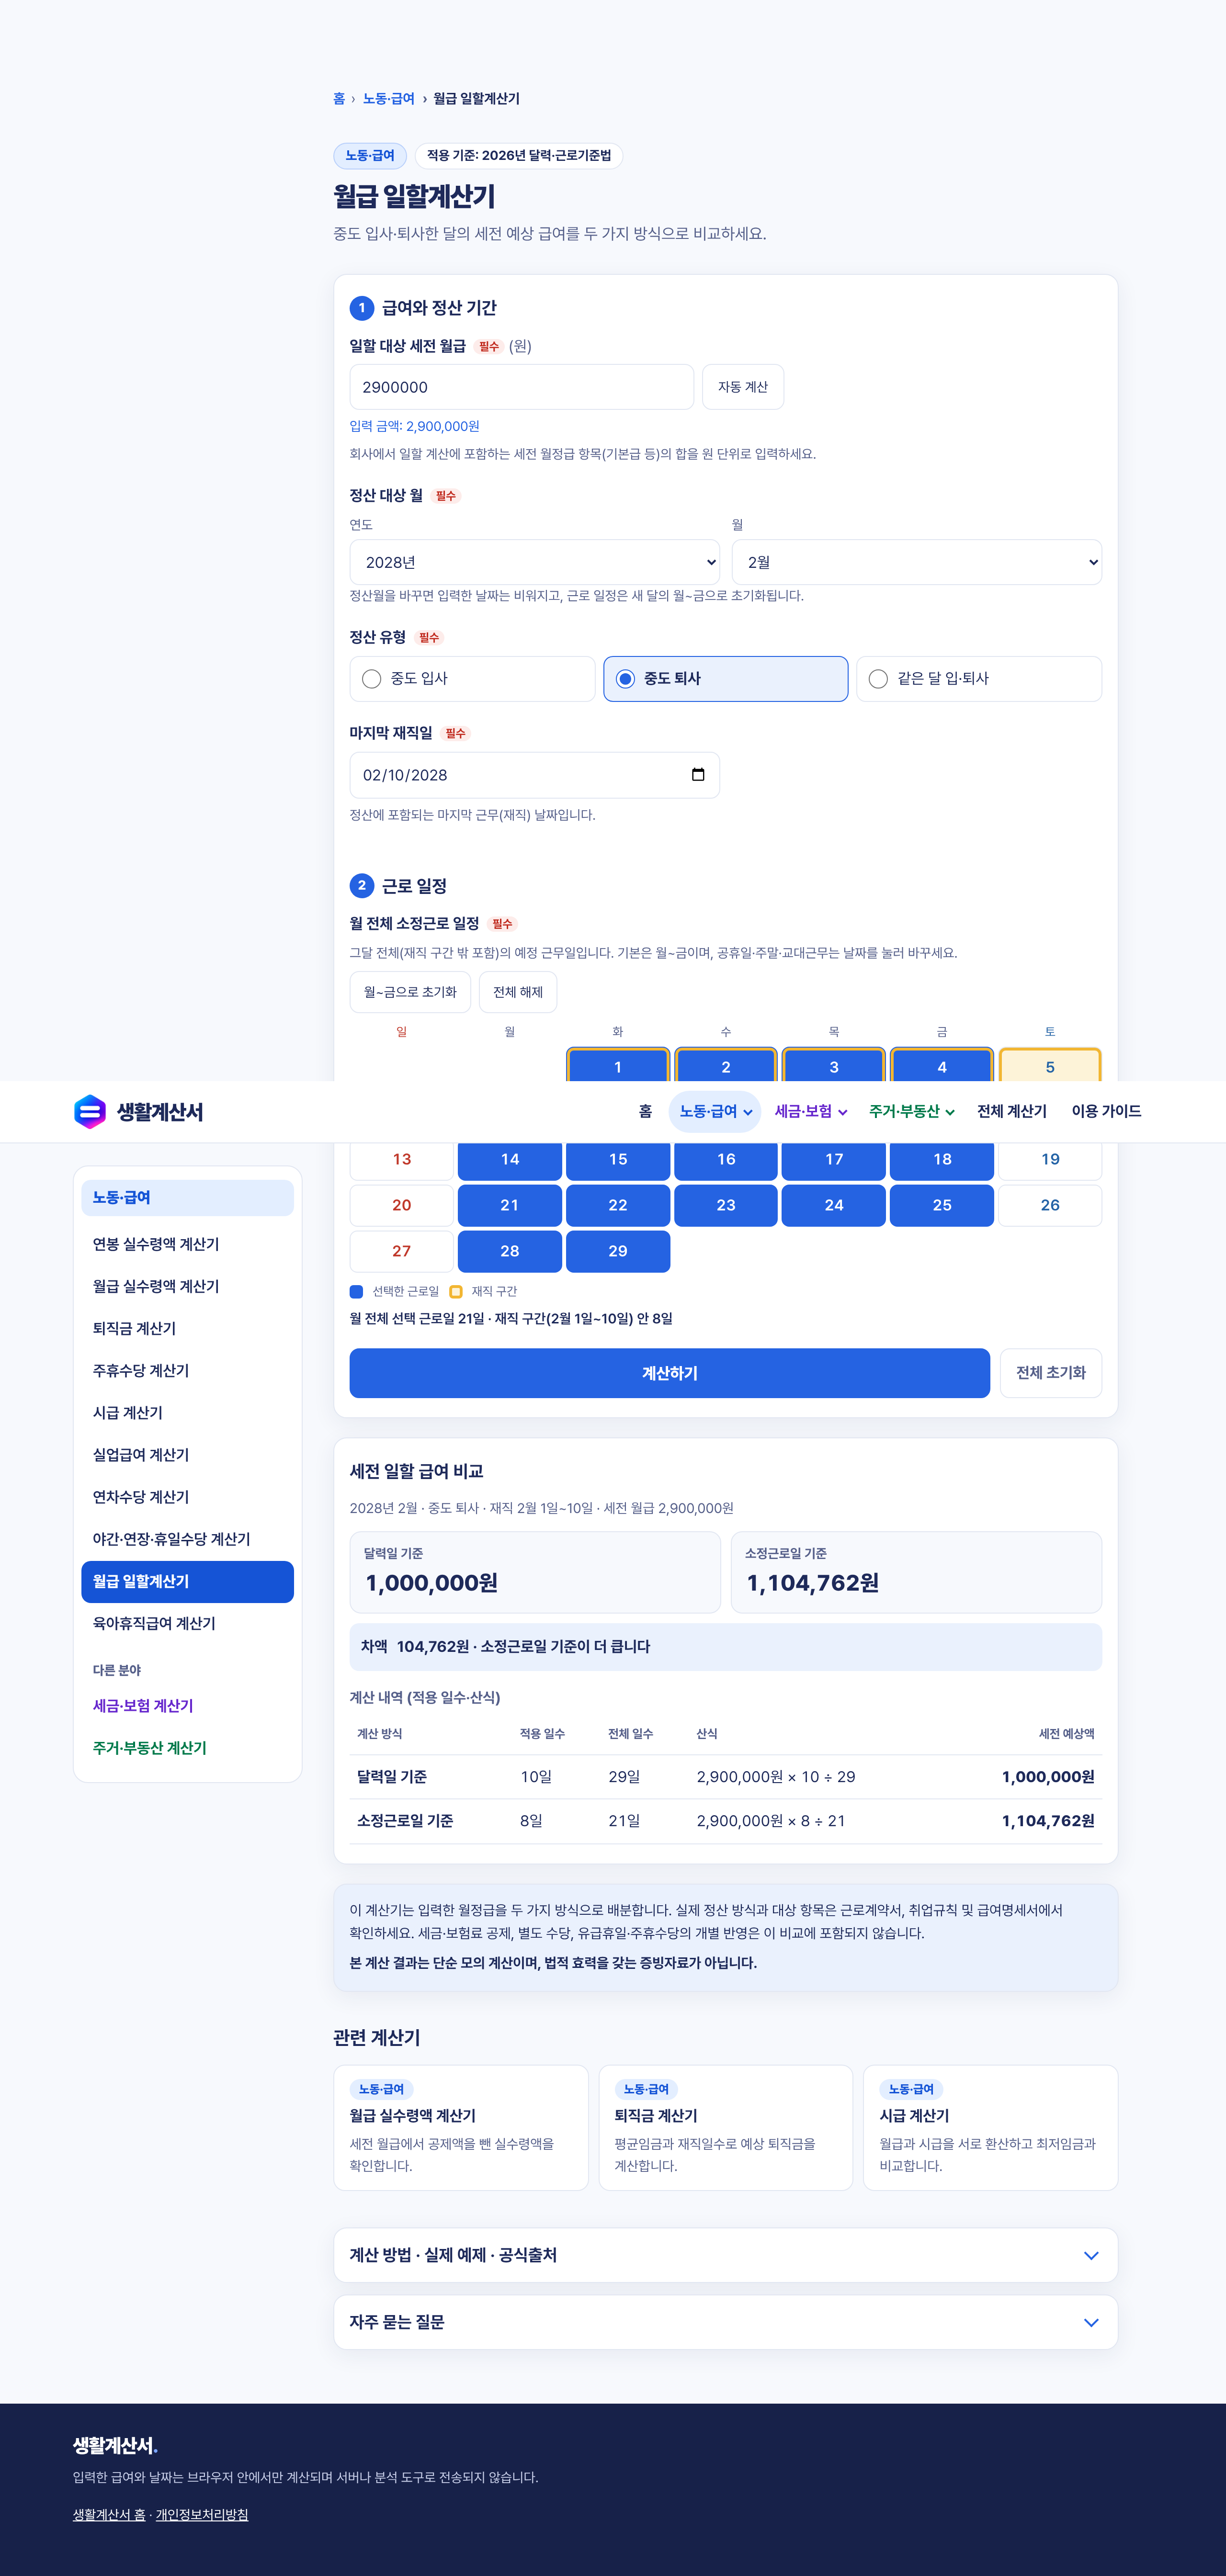 홈 › 노동·급여 › 월급 일할계산기
노동·급여 적용 기준: 2026년 달력·근로기준법
월급 일할계산기
중도 입사·퇴사한 달의 세전 예상 급여를 두 가지 방식으로 비교하세요.
1 급여와 정산 기간
일할 대상 세전 월급 필수 (원)
2900000 자동 계산
입력 금액: 2,900,000원
회사에서 일할 계산에 포함하는 세전 월정급 항목(기본급 등)의 합을 원 단위로 입력하세요.
정산 대상 월 필수
연도 월
2028년 2월
정산월을 바꾸면 입력한 날짜는 비워지고, 근로 일정은 새 달의 월~금으로 초기화됩니다.
정산 유형 필수
중도 입사 중도 퇴사 같은 달 입·퇴사
마지막 재직일 필수
02/10/2028
정산에 포함되는 마지막 근무(재직) 날짜입니다.
2 근로 일정
월 전체 소정근로 일정 필수
그달 전체(재직 구간 밖 포함)의 예정 근무일입니다. 기본은 월~금이며, 공휴일·주말·교대근무는 날짜를 눌러 바꾸세요.
월~금으로 초기화 전체 해제
일 월 화 수 목 금 토
1 2 3 4 5
생활계산서 홈 노동·급여 세금·보험 주거·부동산 전체 계산기 이용 가이드
13 14 15 16 17 18 19
20 21 22 23 24 25 26
27 28 29
선택한 근로일 재직 구간
월 전체 선택 근로일 21일 · 재직 구간(2월 1일~10일) 안 8일
계산하기 전체 초기화
노동·급여
연봉 실수령액 계산기
월급 실수령액 계산기
퇴직금 계산기
주휴수당 계산기
시급 계산기
실업급여 계산기
연차수당 계산기
야간·연장·휴일수당 계산기
월급 일할계산기
육아휴직급여 계산기
다른 분야
세금·보험 계산기
주거·부동산 계산기
세전 일할 급여 비교
2028년 2월 · 중도 퇴사 · 재직 2월 1일~10일 · 세전 월급 2,900,000원
달력일 기준 소정근로일 기준
1,000,000원 1,104,762원
차액 104,762원 · 소정근로일 기준이 더 큽니다
계산 내역 (적용 일수·산식)
계산 방식 적용 일수 전체 일수 산식 세전 예상액
달력일 기준 10일 29일 2,900,000원 × 10 ÷ 29 1,000,000원
소정근로일 기준 8일 21일 2,900,000원 × 8 ÷ 21 1,104,762원
이 계산기는 입력한 월정급을 두 가지 방식으로 배분합니다. 실제 정산 방식과 대상 항목은 근로계약서, 취업규칙 및 급여명세서에서
확인하세요. 세금·보험료 공제, 별도 수당, 유급휴일·주휴수당의 개별 반영은 이 비교에 포함되지 않습니다.
본 계산 결과는 단순 모의 계산이며, 법적 효력을 갖는 증빙자료가 아닙니다.
관련 계산기
노동·급여 노동·급여 노동·급여
월급 실수령액 계산기 퇴직금 계산기 시급 계산기
세전 월급에서 공제액을 뺀 실수령액을 평균임금과 재직일수로 예상 퇴직금을 월급과 시급을 서로 환산하고 최저임금과
확인합니다. 계산합니다. 비교합니다.
계산 방법 · 실제 예제 · 공식출처
자주 묻는 질문
생활계산서.
입력한 급여와 날짜는 브라우저 안에서만 계산되며 서버나 분석 도구로 전송되지 않습니다.
생활계산서 홈 · 개인정보처리방침